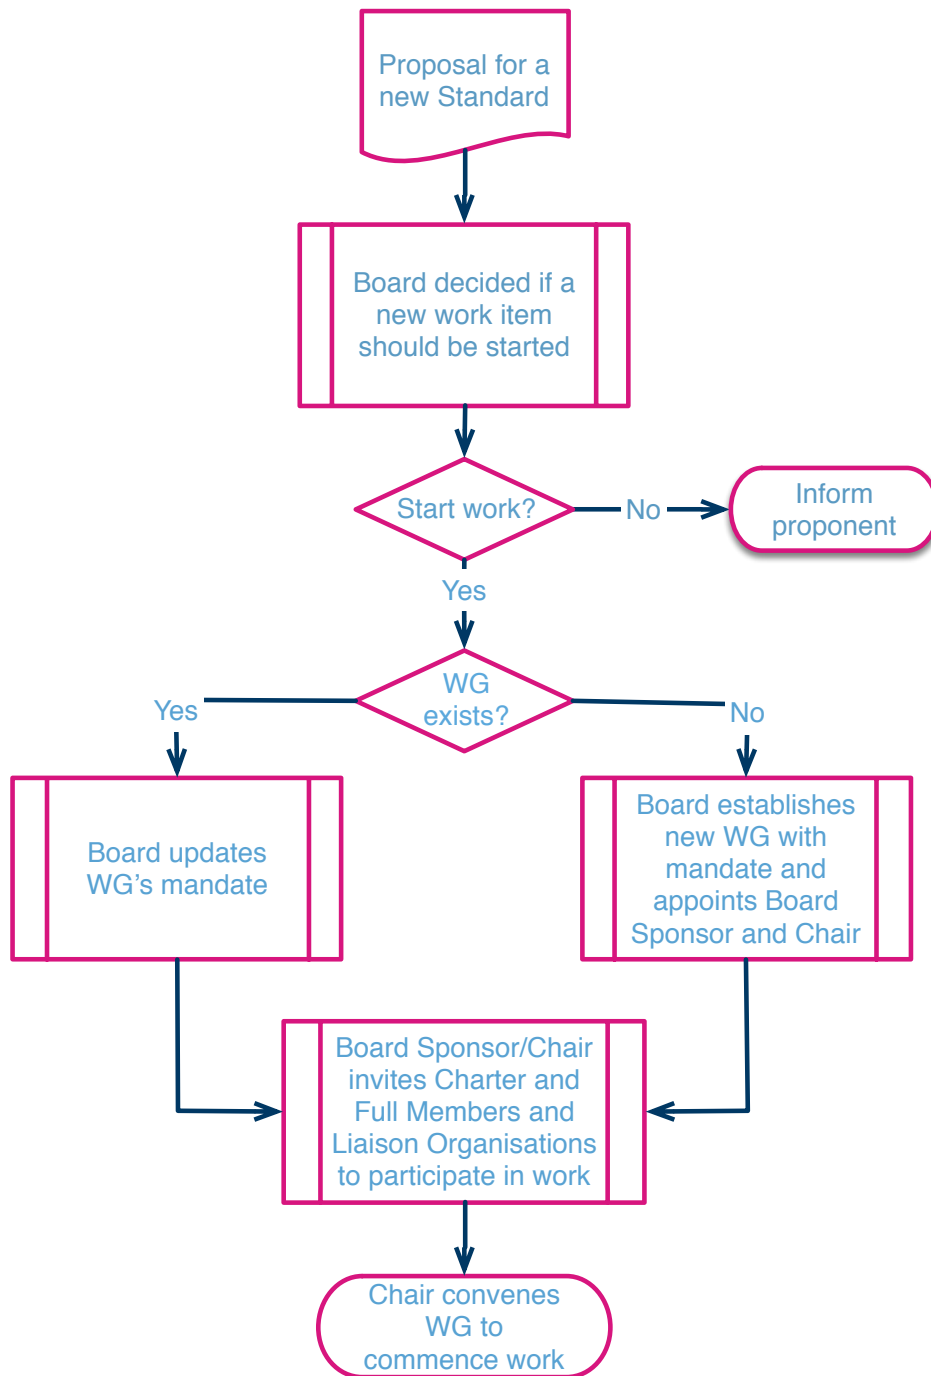 Proposal for a
new Standard
Board decided if a
new work item
should be started
Start work?
No
Inform
proponent
Yes
WG
exists?
Yes
No
Board updates
WG’s mandate
Board establishes
new WG with
mandate and
appoints Board
Sponsor and Chair
Board Sponsor/Chair
invites Charter and
Full Members and
Liaison Organisations
to participate in work
Chair convenes
WG to
commence work